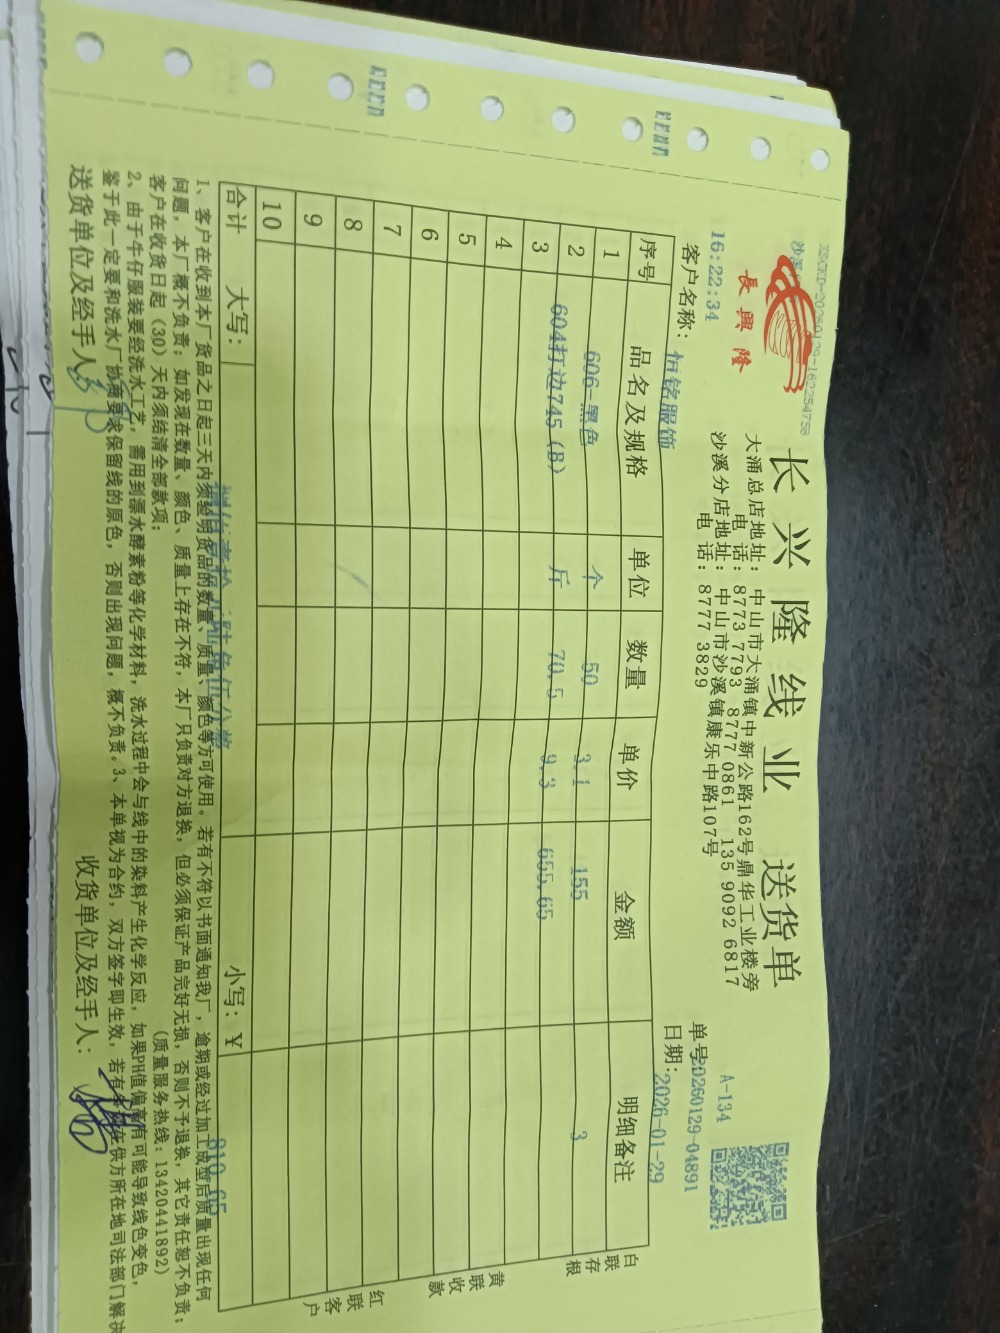 长兴隆线业 送货单
長興隆
大涌总店地址：中山市大涌镇中新公路162号鼎华工业楼旁
电话：8773 7793 8777 0861 135 9092 6817
沙溪分店地址：中山市沙溪镇康乐中路107号
电话：8777 3829
A-134
16:22:34
单号：20260129-04891
客户名称：恒铭服饰
日期：2026-01-29
序号 品名及规格 单位 数量 单价 金额 明细备注
1 606-黑色 个 50 3.1 155 3
2 604打边745（B） 斤 70.5 9.3 655.65
3
4
5
6
7
8
9
10
合计 大写： 小写：￥ 810.65
白联存根
黄联收款
红联客户
1、客户在收到本厂货品之日起三天内须验明货品的数量、质量、颜色等方可使用。若有不符以书面通知我厂，逾期或经过加工成型后质量出现任何
问题，本厂概不负责；如发现在数量、颜色、质量上存在不符，本厂只负责对方退换，但必须保证产品完好无损，否则不予退换，其它责任恕不负责；
客户在收货日起（30）天内须结清全部款项； （质量服务热线：13420441892）
2、由于牛仔服装要经洗水工艺，需用到漂水酵素粉等化学材料，洗水过程中会与线中的染料产生化学反应，如果PH值偏高有可能导致线色变色，
鉴于此一定要和洗水厂协商要求保留线的原色，否则出现问题，概不负责。3、本单视为合约，双方签字即生效，若有 在供方所在地司法部门解决
送货单位及经手人： 收货单位及经手人：